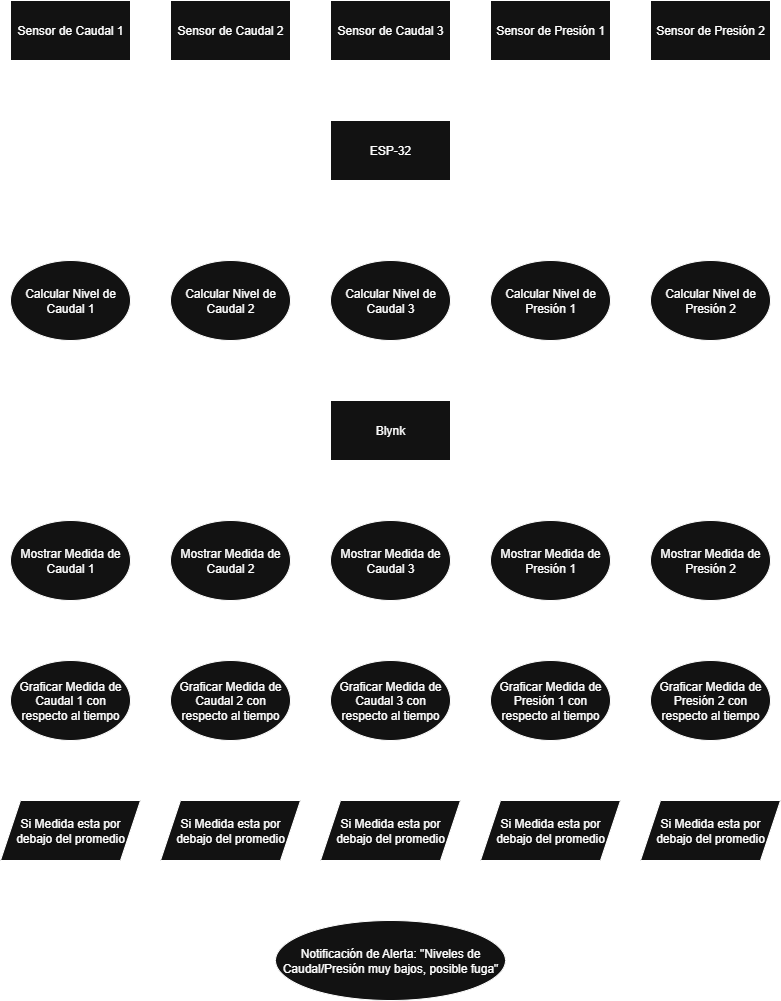 Sensor de Caudal 1
Sensor de Caudal 2
Sensor de Caudal 3
Sensor de Presión 1
Sensor de Presión 2
ESP-32
Calcular Nivel de
Caudal 1
Calcular Nivel de
Caudal 2
Calcular Nivel de
Caudal 3
Calcular Nivel de
Presión 1
Calcular Nivel de
Presión 2
Blynk
Mostrar Medida de
Caudal 1
Mostrar Medida de
Caudal 2
Mostrar Medida de
Caudal 3
Mostrar Medida de
Presión 1
Mostrar Medida de
Presión 2
Graficar Medida de
Caudal 1 con
respecto al tiempo
Graficar Medida de
Caudal 2 con
respecto al tiempo
Graficar Medida de
Caudal 3 con
respecto al tiempo
Graficar Medida de
Presión 1 con
respecto al tiempo
Graficar Medida de
Presión 2 con
respecto al tiempo
Si Medida esta por
debajo del promedio
Si Medida esta por
debajo del promedio
Si Medida esta por
debajo del promedio
Si Medida esta por
debajo del promedio
Si Medida esta por
debajo del promedio
Notificación de Alerta: "Niveles de
Caudal/Presión muy bajos, posible fuga"